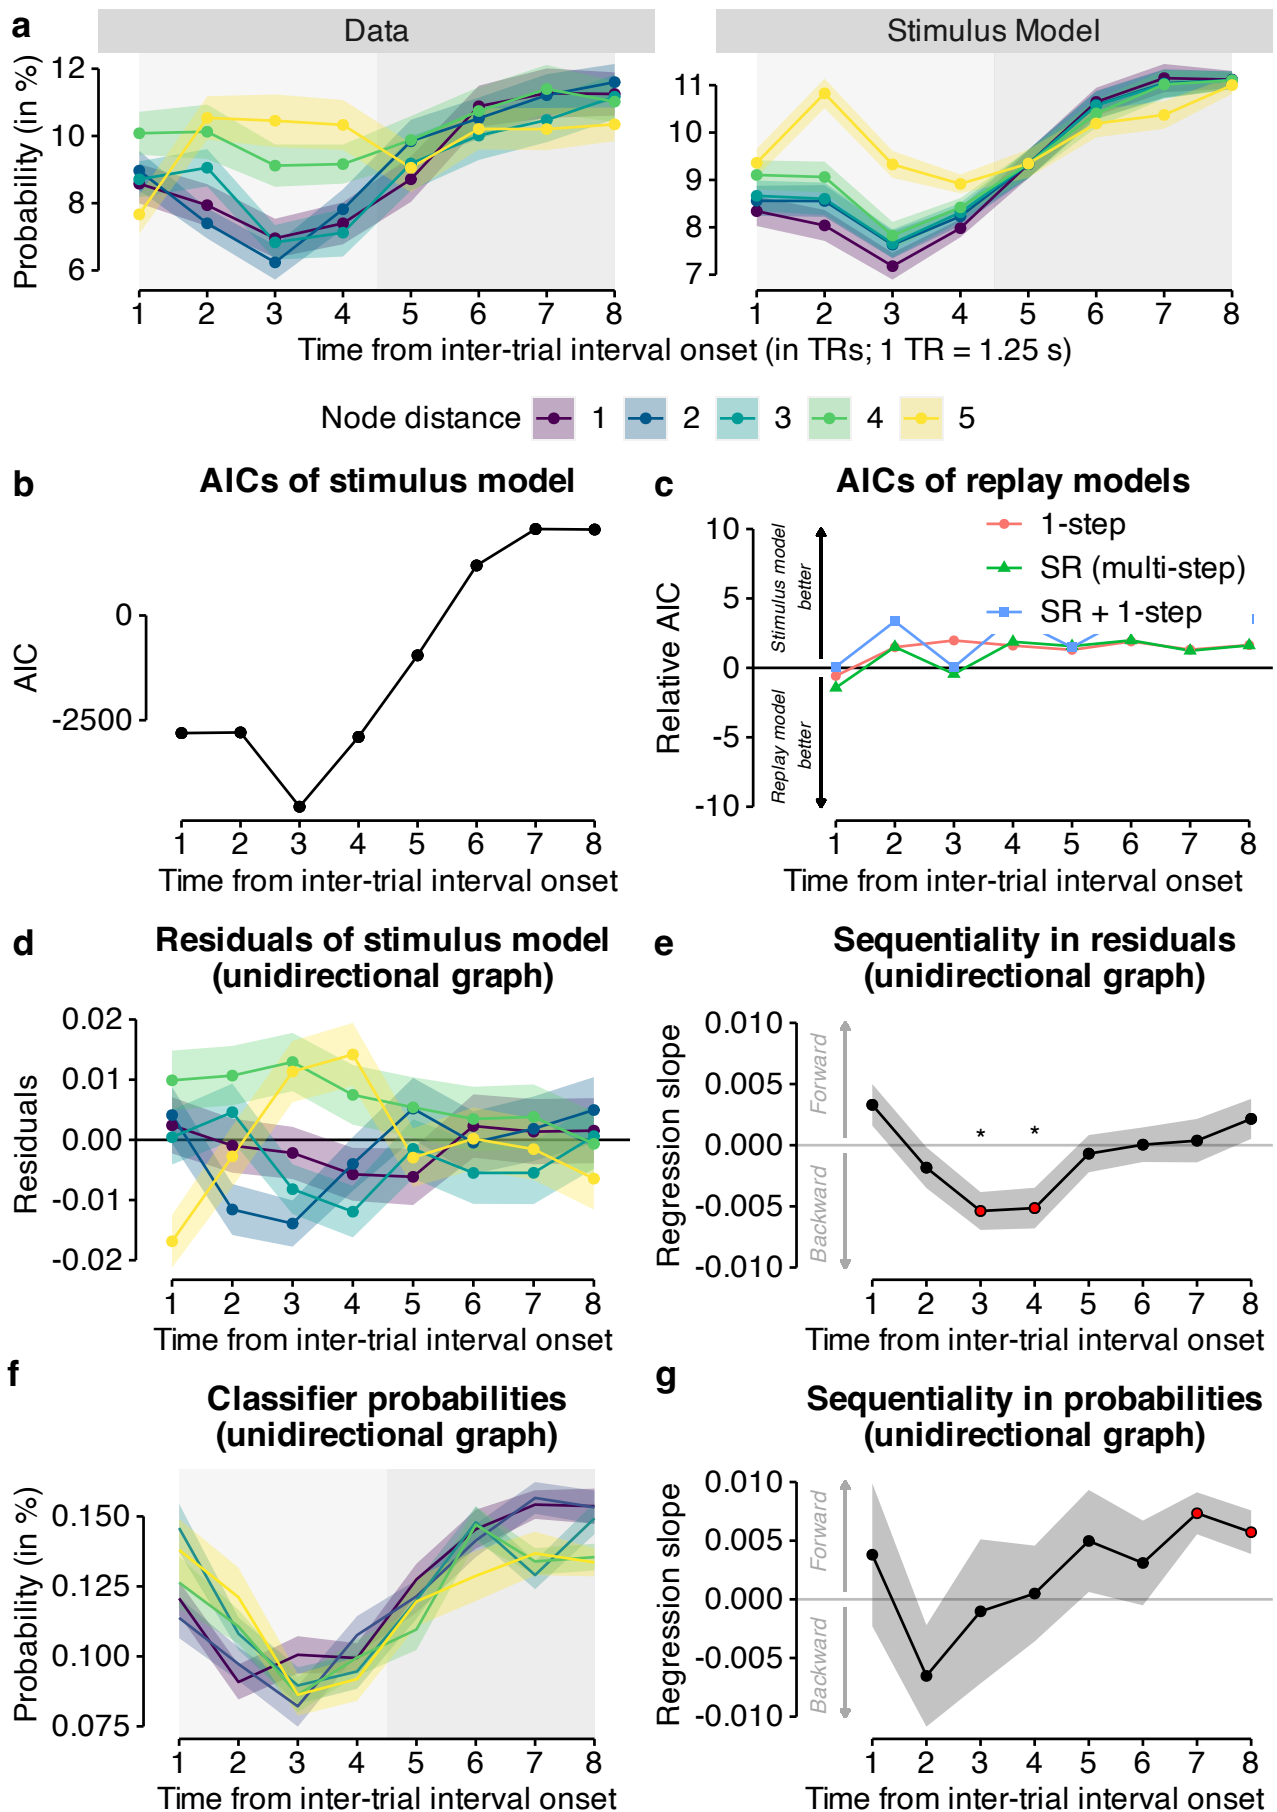 a
Data
Stimulus Model
Probability (in %)
12
10
8
6
11
10
9
8
7
1 2 3 4 5 6 7 8
1 2 3 4 5 6 7 8
Time from inter-trial interval onset (in TRs; 1 TR = 1.25 s)
Node distance 1 2 3 4 5
b
AICs of stimulus model
AIC
0
-2500
1 2 3 4 5 6 7 8
Time from inter-trial interval onset
c
AICs of replay models
Relative AIC
10
5
0
-5
-10
Stimulus model
better
Replay model
better
1-step
SR (multi-step)
SR + 1-step
1 2 3 4 5 6 7 8
Time from inter-trial interval onset
d
Residuals of stimulus model
(unidirectional graph)
Residuals
0.02
0.01
0.00
-0.01
-0.02
1 2 3 4 5 6 7 8
Time from inter-trial interval onset
e
Sequentiality in residuals
(unidirectional graph)
Regression slope
0.010
0.005
0.000
-0.005
-0.010
Forward
Backward
* *
1 2 3 4 5 6 7 8
Time from inter-trial interval onset
f
Classifier probabilities
(unidirectional graph)
Probability (in %)
0.150
0.125
0.100
0.075
1 2 3 4 5 6 7 8
Time from inter-trial interval onset
g
Sequentiality in probabilities
(unidirectional graph)
Regression slope
0.010
0.005
0.000
-0.005
-0.010
Forward
Backward
1 2 3 4 5 6 7 8
Time from inter-trial interval onset